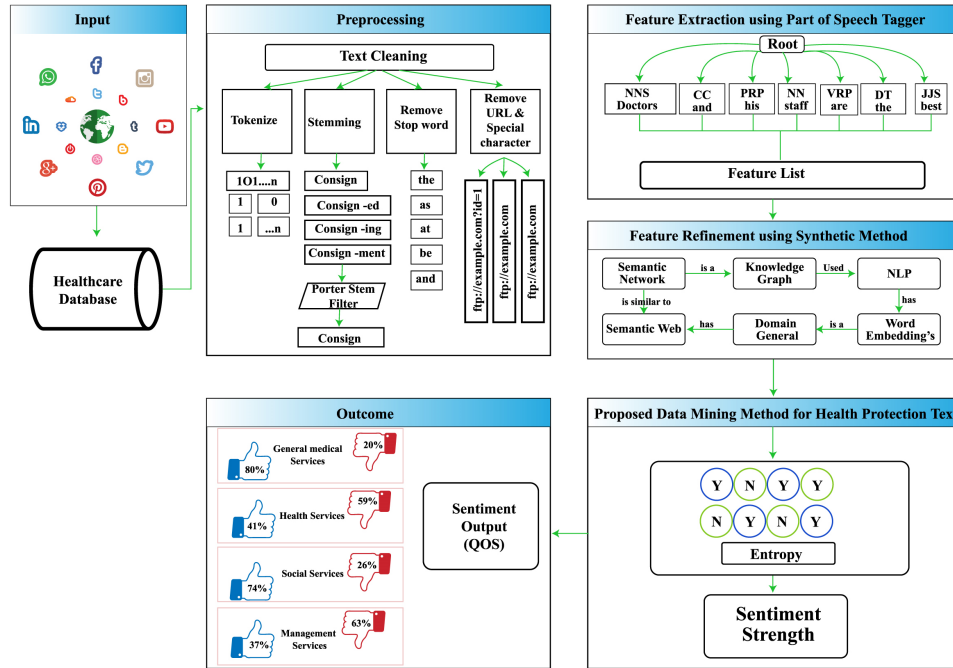 Input
Healthcare
Database
Preprocessing
Text Cleaning
Tokenize
Stemming
Remove
Stop word
Remove
URL &
Special
character
1O1....n
1
0
1
...n
Consign
Consign -ed
Consign -ing
Consign -ment
Porter Stem
Filter
Consign
the
as
at
be
and
ftp://example.com?id=1
ftp://example.com
ftp://example.com
Feature Extraction using Part of Speech Tagger
Root
NNS
Doctors
CC
and
PRP
his
NN
staff
VRP
are
DT
the
JJS
best
Feature List
Feature Refinement using Synthetic Method
Semantic
Network
is a
Knowledge
Graph
Used
NLP
is similar to
has
Semantic Web
has
Domain
General
is a
Word
Embedding's
Proposed Data Mining Method for Health Protection Tex
Y
N
Y
Y
N
Y
N
Y
Entropy
Sentiment
Strength
Outcome
General medical
Services
80%
20%
Health Services
41%
59%
Social Services
74%
26%
Management
Services
37%
63%
Sentiment
Output
(QOS)